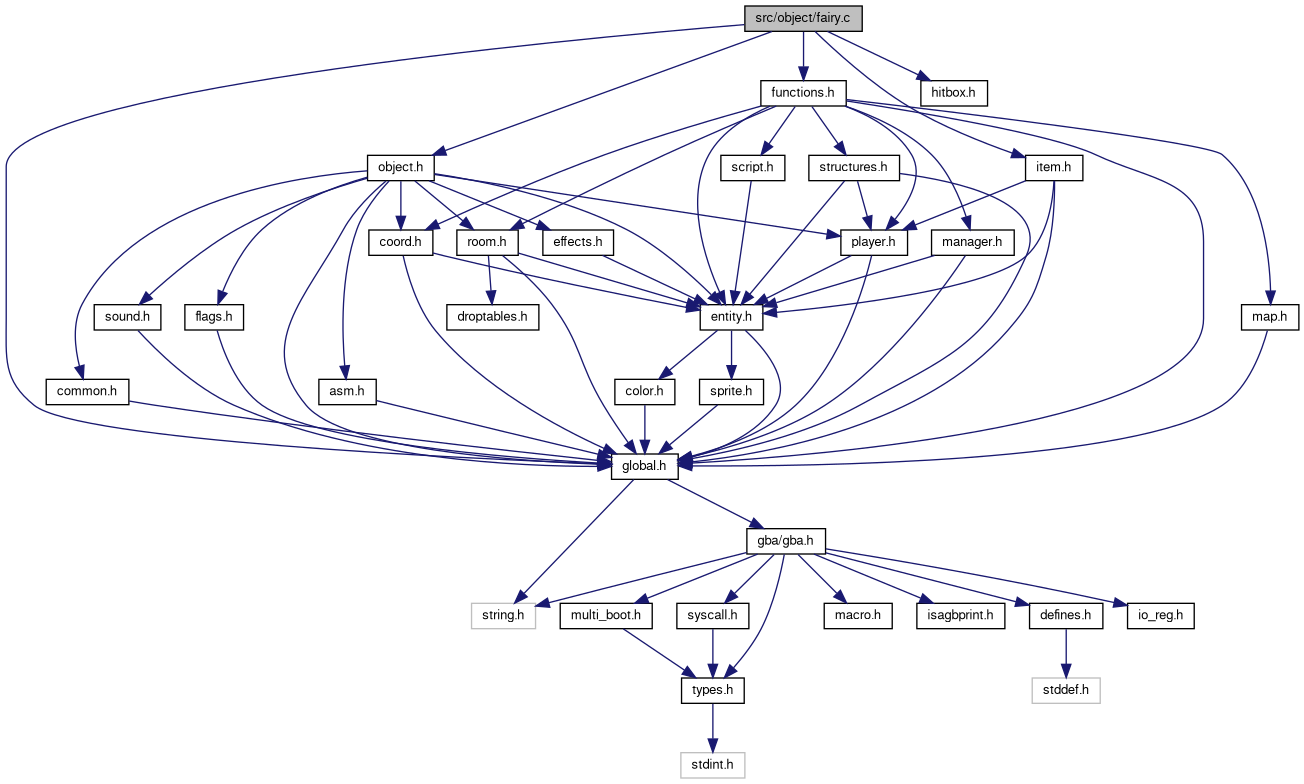 src/object/fairy.c
functions.h
hitbox.h
object.h
script.h
structures.h
item.h
coord.h
room.h
effects.h
player.h
manager.h
sound.h
flags.h
droptables.h
entity.h
map.h
common.h
asm.h
color.h
sprite.h
global.h
gba/gba.h
string.h
multi_boot.h
syscall.h
macro.h
isagbprint.h
defines.h
io_reg.h
types.h
stddef.h
stdint.h